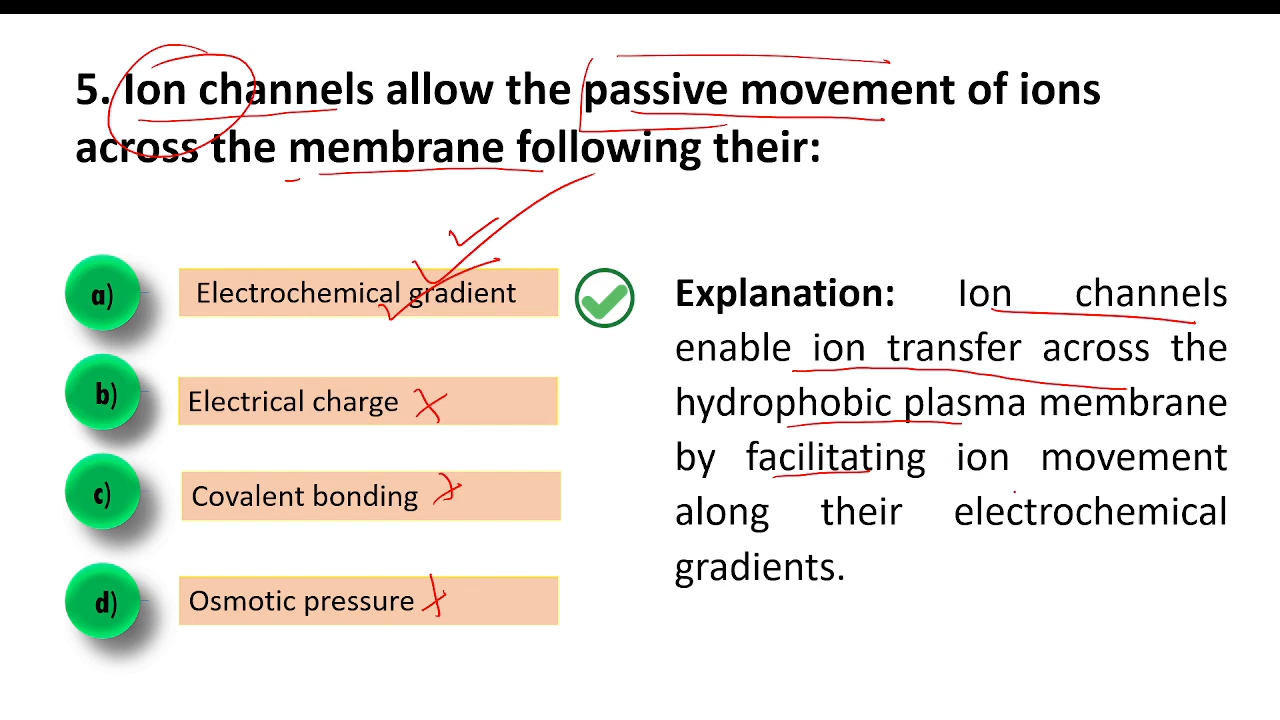 5. Ion channels allow the passive movement of ions
across the membrane following their:
a) Electrochemical gradient
b) Electrical charge
c) Covalent bonding
d) Osmotic pressure
Explanation: Ion channels
enable ion transfer across the
hydrophobic plasma membrane
by facilitating ion movement
along their electrochemical
gradients.